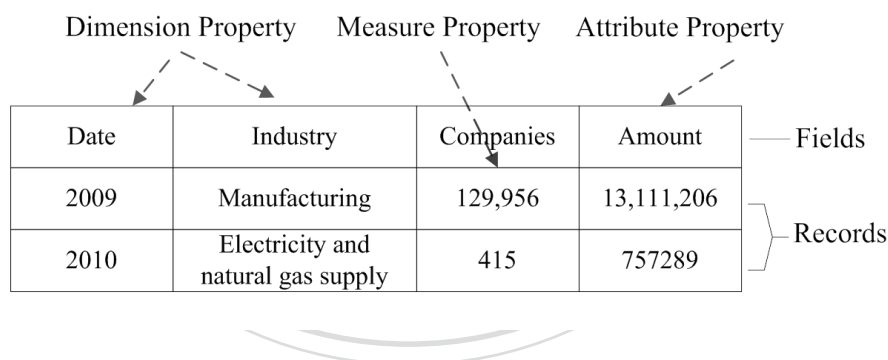 Dimension Property Measure Property Attribute Property
Date Industry Companies Amount
Fields
2009 Manufacturing 129,956 13,111,206
Records
2010 Electricity and natural gas supply 415 757289